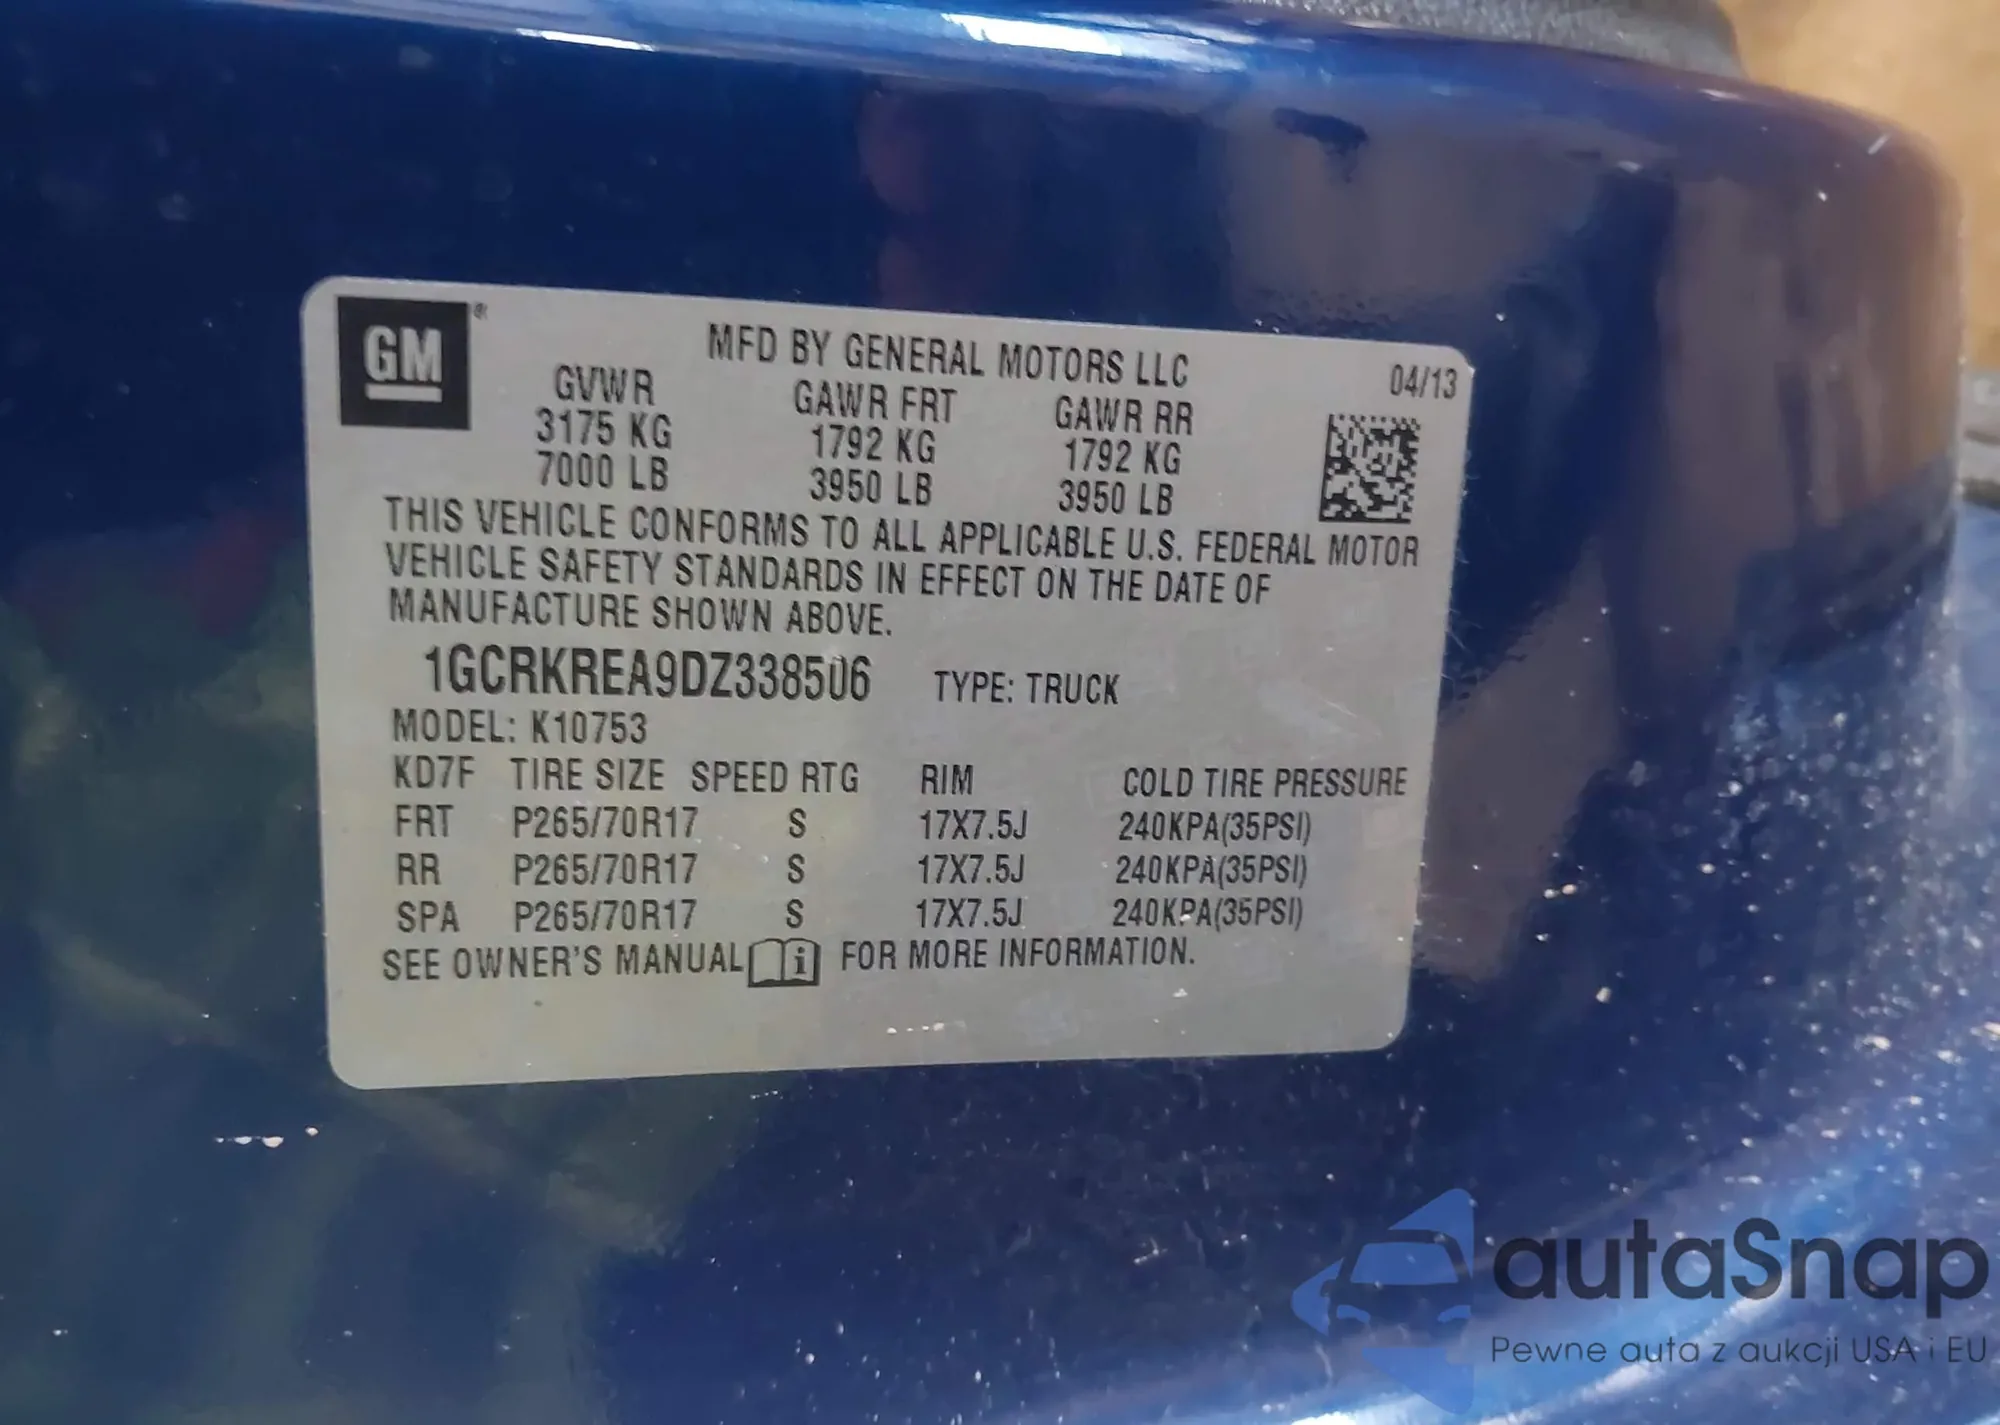 GM®
MFD BY GENERAL MOTORS LLC
04/13
GVWR GAWR FRT GAWR RR
3175 KG 1792 KG 1792 KG
7000 LB 3950 LB 3950 LB
THIS VEHICLE CONFORMS TO ALL APPLICABLE U.S. FEDERAL MOTOR
VEHICLE SAFETY STANDARDS IN EFFECT ON THE DATE OF
MANUFACTURE SHOWN ABOVE.
1GCRKREA9DZ338506 TYPE: TRUCK
MODEL: K10753
KD7F TIRE SIZE SPEED RTG RIM COLD TIRE PRESSURE
FRT P265/70R17 S 17X7.5J 240KPA(35PSI)
RR P265/70R17 S 17X7.5J 240KPA(35PSI)
SPA P265/70R17 S 17X7.5J 240KPA(35PSI)
SEE OWNER'S MANUAL i FOR MORE INFORMATION.
autaSnap
Pewne auta z aukcji USA i EU